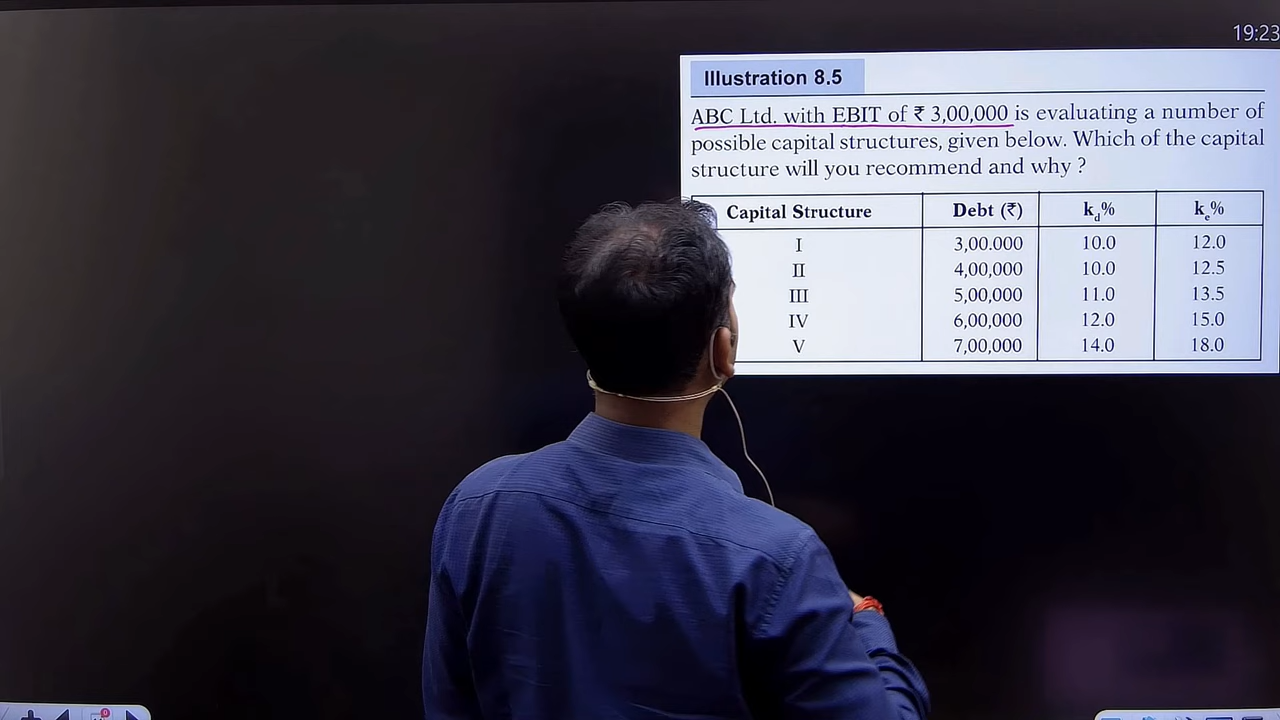 19:23
Illustration 8.5
ABC Ltd. with EBIT of ₹ 3,00,000 is evaluating a number of
possible capital structures, given below. Which of the capital
structure will you recommend and why ?
Capital Structure Debt (₹) kd% ke%
I 3,00.000 10.0 12.0
II 4,00,000 10.0 12.5
III 5,00,000 11.0 13.5
IV 6,00,000 12.0 15.0
V 7,00,000 14.0 18.0